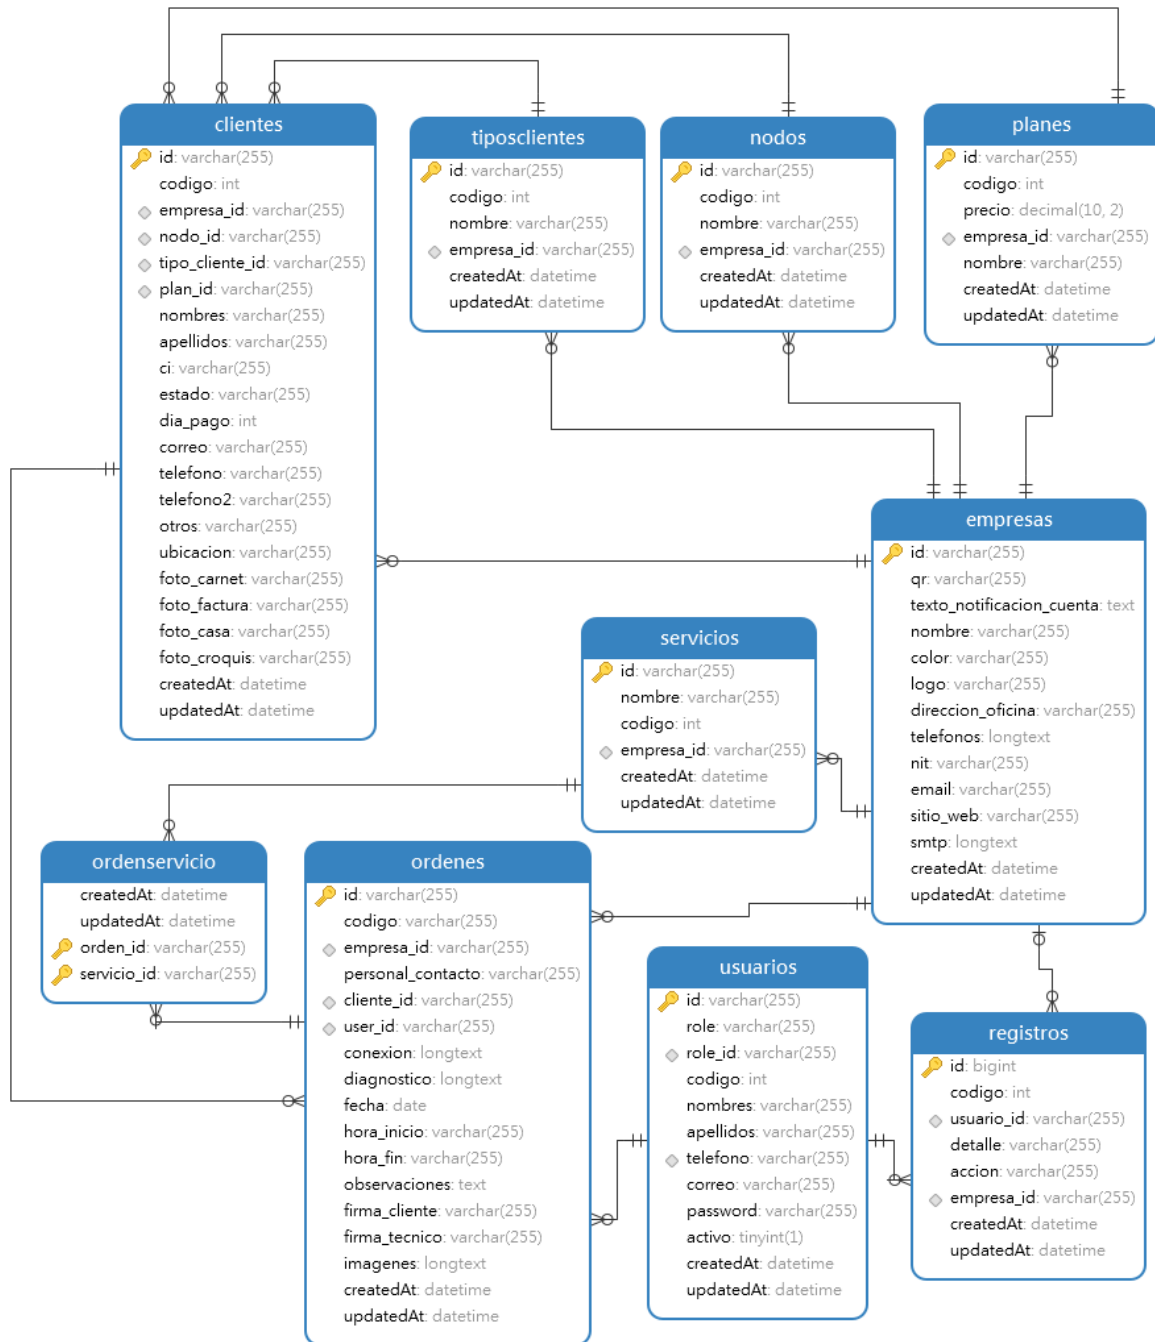 clientes
id: varchar(255)
codigo: int
empresa_id: varchar(255)
nodo_id: varchar(255)
tipo_cliente_id: varchar(255)
plan_id: varchar(255)
nombres: varchar(255)
apellidos: varchar(255)
ci: varchar(255)
estado: varchar(255)
dia_pago: int
correo: varchar(255)
telefono: varchar(255)
telefono2: varchar(255)
otros: varchar(255)
ubicacion: varchar(255)
foto_carnet: varchar(255)
foto_factura: varchar(255)
foto_casa: varchar(255)
foto_croquis: varchar(255)
createdAt: datetime
updatedAt: datetime
tiposclientes
id: varchar(255)
codigo: int
nombre: varchar(255)
empresa_id: varchar(255)
createdAt: datetime
updatedAt: datetime
nodos
id: varchar(255)
codigo: int
nombre: varchar(255)
empresa_id: varchar(255)
createdAt: datetime
updatedAt: datetime
planes
id: varchar(255)
codigo: int
precio: decimal(10, 2)
empresa_id: varchar(255)
nombre: varchar(255)
createdAt: datetime
updatedAt: datetime
empresas
id: varchar(255)
qr: varchar(255)
texto_notificacion_cuenta: text
nombre: varchar(255)
color: varchar(255)
logo: varchar(255)
direccion_oficina: varchar(255)
telefonos: longtext
nit: varchar(255)
email: varchar(255)
sitio_web: varchar(255)
smtp: longtext
createdAt: datetime
updatedAt: datetime
servicios
id: varchar(255)
nombre: varchar(255)
codigo: int
empresa_id: varchar(255)
createdAt: datetime
updatedAt: datetime
ordenservicio
createdAt: datetime
updatedAt: datetime
orden_id: varchar(255)
servicio_id: varchar(255)
ordenes
id: varchar(255)
codigo: varchar(255)
empresa_id: varchar(255)
personal_contacto: varchar(255)
cliente_id: varchar(255)
user_id: varchar(255)
conexion: longtext
diagnostico: longtext
fecha: date
hora_inicio: varchar(255)
hora_fin: varchar(255)
observaciones: text
firma_cliente: varchar(255)
firma_tecnico: varchar(255)
imagenes: longtext
createdAt: datetime
updatedAt: datetime
usuarios
id: varchar(255)
role: varchar(255)
role_id: varchar(255)
codigo: int
nombres: varchar(255)
apellidos: varchar(255)
telefono: varchar(255)
correo: varchar(255)
password: varchar(255)
activo: tinyint(1)
createdAt: datetime
updatedAt: datetime
registros
id: bigint
codigo: int
usuario_id: varchar(255)
detalle: varchar(255)
accion: varchar(255)
empresa_id: varchar(255)
createdAt: datetime
updatedAt: datetime